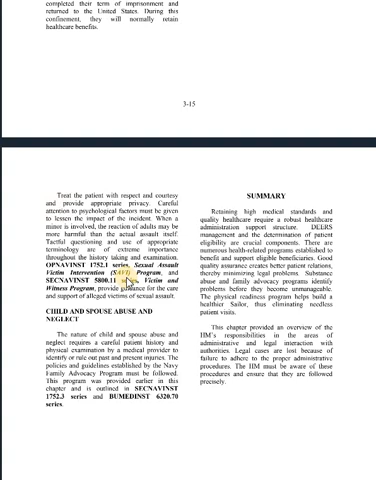 completed their term of imprisonment and
returned to the United States. During this
confinement, they will normally retain
healthcare benefits.
3-15
Treat the patient with respect and courtesy
and provide appropriate privacy. Careful
attention to psychological factors must be given
to lessen the impact of the incident. When a
minor is involved, the reaction of adults may be
more harmful than the actual assault itself.
Tactful questioning and use of appropriate
terminology are of extreme importance
throughout the history taking and examination.
OPNAVINST 1752.1 series, Sexual Assault
Victim Intervention (SAVI) Program, and
SECNAVINST 5800.11 series, Victim and
Witness Program, provide guidance for the care
and support of alleged victims of sexual assault.
CHILD AND SPOUSE ABUSE AND
NEGLECT
The nature of child and spouse abuse and
neglect requires a careful patient history and
physical examination by a medical provider to
identify or rule out past and present injuries. The
policies and guidelines established by the Navy
Family Advocacy Program must be followed.
This program was provided earlier in this
chapter and is outlined in SECNAVINST
1752.3 series and BUMEDINST 6320.70
series.
SUMMARY
Retaining high medical standards and
quality healthcare require a robust healthcare
administration support structure. DEERS
management and the determination of patient
eligibility are crucial components. There are
numerous health-related programs established to
benefit and support eligible beneficiaries. Good
quality assurance creates better patient relations,
thereby minimizing legal problems. Substance
abuse and family advocacy programs identify
problems before they become unmanageable.
The physical readiness program helps build a
healthier Sailor, thus eliminating needless
patient visits.
This chapter provided an overview of the
HM's responsibilities in the areas of
administrative and legal interaction with
authorities. Legal cases are lost because of
failure to adhere to the proper administrative
procedures. The HM must be aware of these
procedures and ensure that they are followed
precisely.